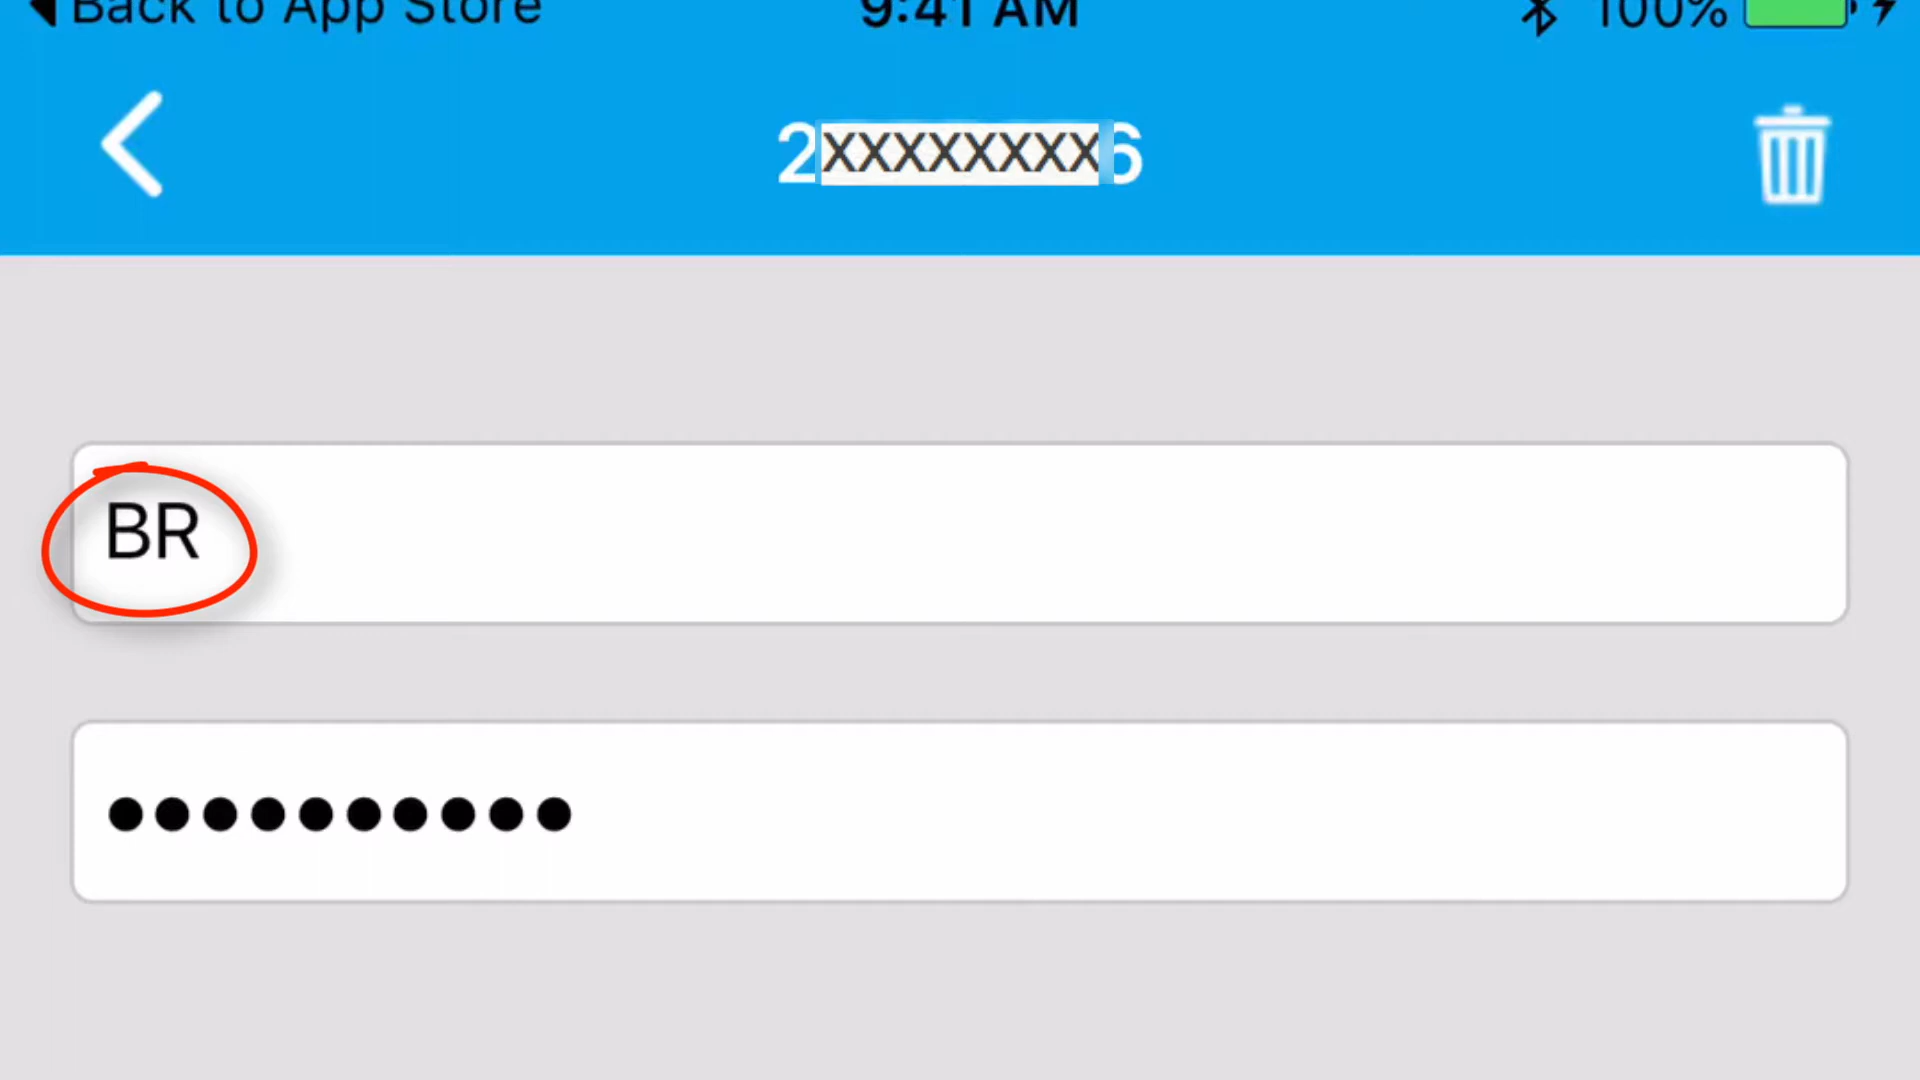 Back to App Store 9:41 AM 100%
2XXXXXXXX6
BR
●●●●●●●●●●